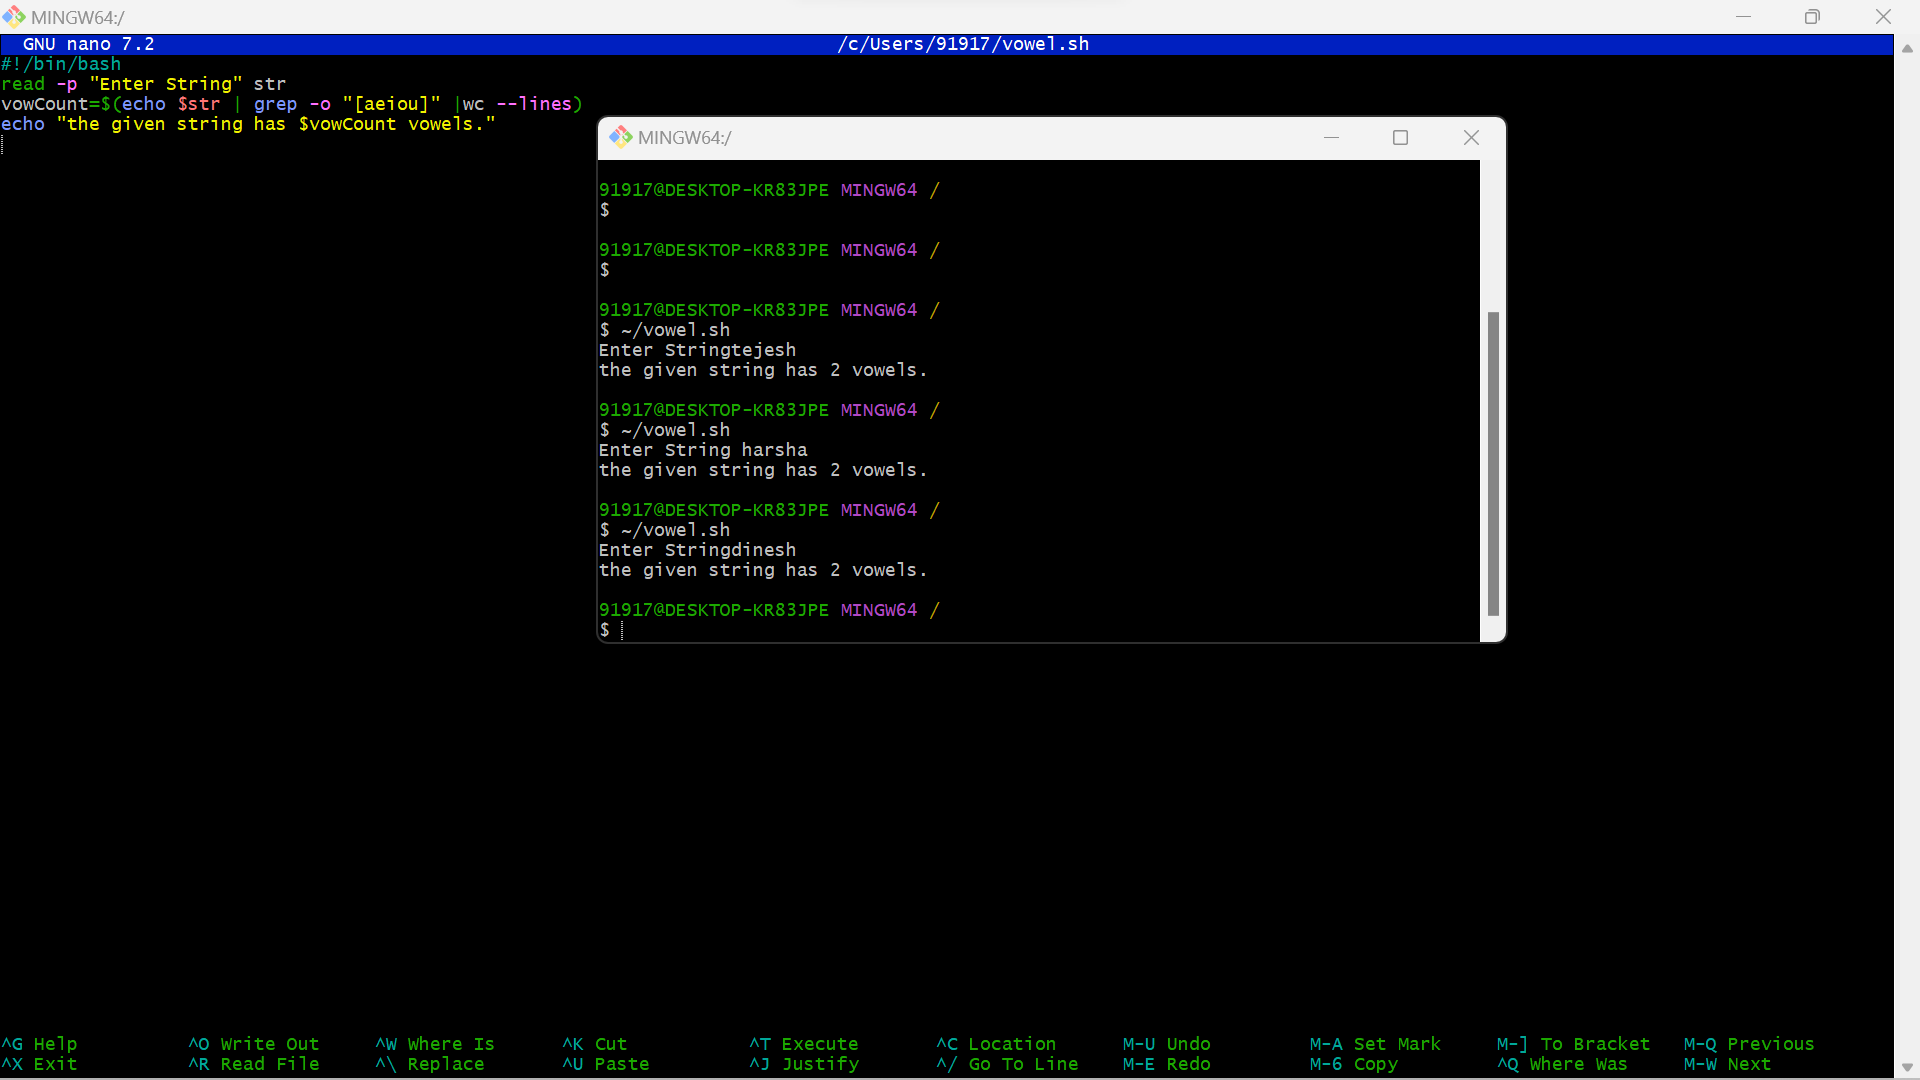 MINGW64:/
GNU nano 7.2 /c/Users/91917/vowel.sh
#!/bin/bash
read -p "Enter String" str
vowCount=$(echo $str | grep -o "[aeiou]" |wc --lines)
echo "the given string has $vowCount vowels."
MINGW64:/
91917@DESKTOP-KR83JPE MINGW64 /
$
91917@DESKTOP-KR83JPE MINGW64 /
$
91917@DESKTOP-KR83JPE MINGW64 /
$ ~/vowel.sh
Enter Stringtejesh
the given string has 2 vowels.
91917@DESKTOP-KR83JPE MINGW64 /
$ ~/vowel.sh
Enter String harsha
the given string has 2 vowels.
91917@DESKTOP-KR83JPE MINGW64 /
$ ~/vowel.sh
Enter Stringdinesh
the given string has 2 vowels.
91917@DESKTOP-KR83JPE MINGW64 /
$
^G Help ^O Write Out ^W Where Is ^K Cut ^T Execute ^C Location M-U Undo M-A Set Mark M-] To Bracket M-Q Previous
^X Exit ^R Read File ^\ Replace ^U Paste ^J Justify ^/ Go To Line M-E Redo M-6 Copy ^Q Where Was M-W Next